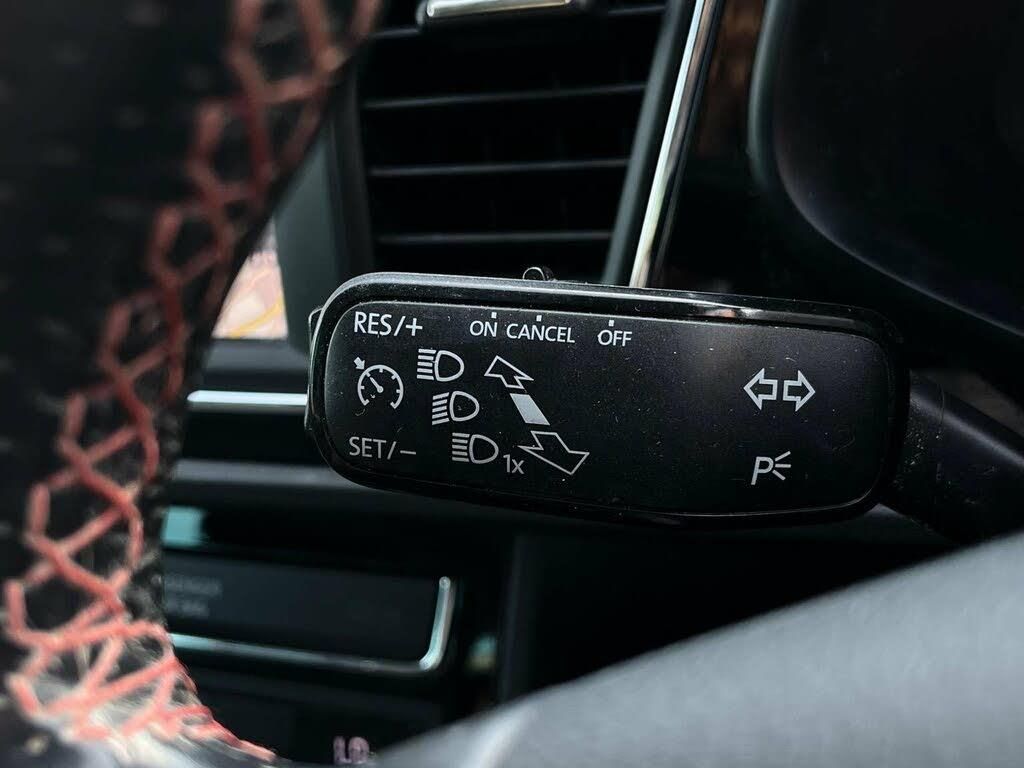 RES/+ ON CANCEL OFF
SET/- 1x
P